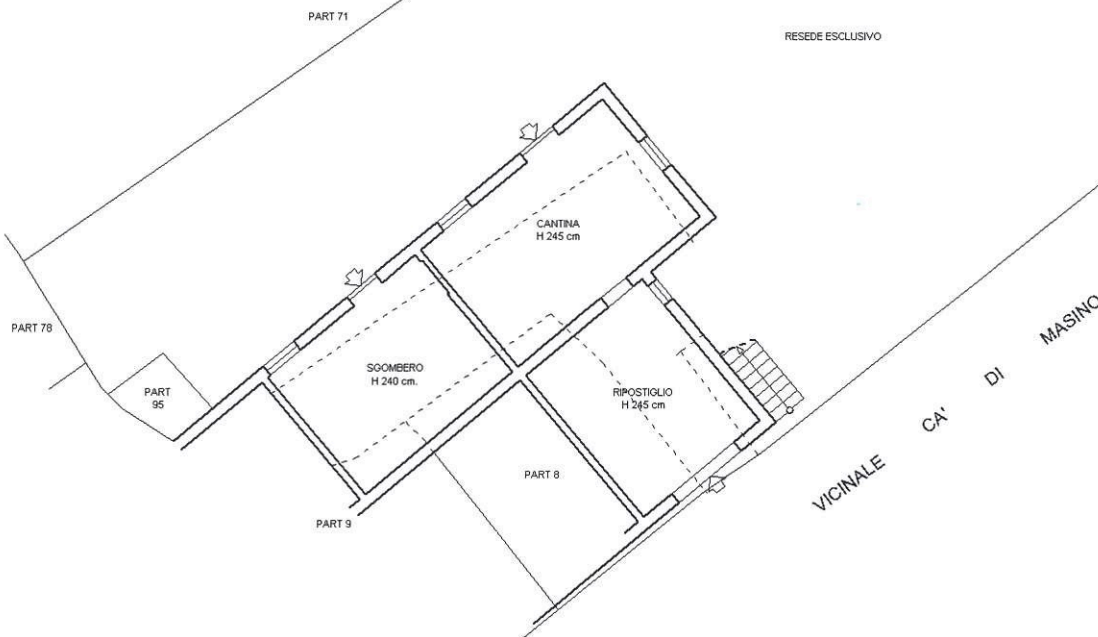 PART 71
RESEDE ESCLUSIVO
CANTINA
H 245 cm
PART 78
SGOMBERO
H 240 cm.
PART
95
RIPOSTIGLIO
H 245 cm
PART 8
PART 9
VICINALE CA' DI MASINO